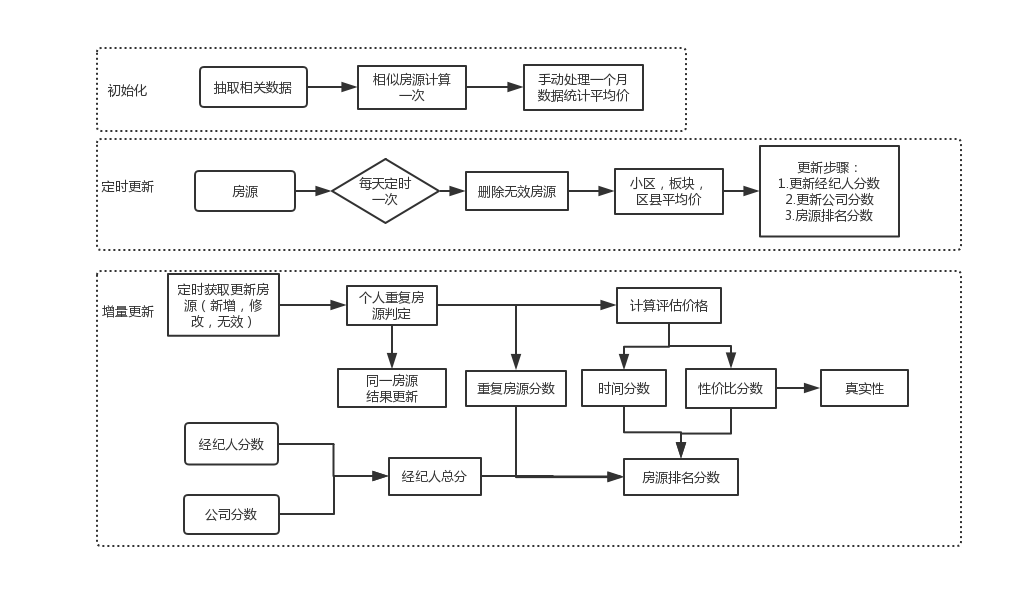 初始化
抽取相关数据
相似房源计算
一次
手动处理一个月
数据统计平均价
定时更新
房源
每天定时
一次
删除无效房源
小区，板块，
区县平均价
更新步骤：
1.更新经纪人分数
2.更新公司分数
3.房源排名分数
增量更新
定时获取更新房
源（新增，修
改，无效）
个人重复房
源判定
计算评估价格
同一房源
结果更新
重复房源分数
时间分数
性价比分数
真实性
经纪人分数
经纪人总分
房源排名分数
公司分数